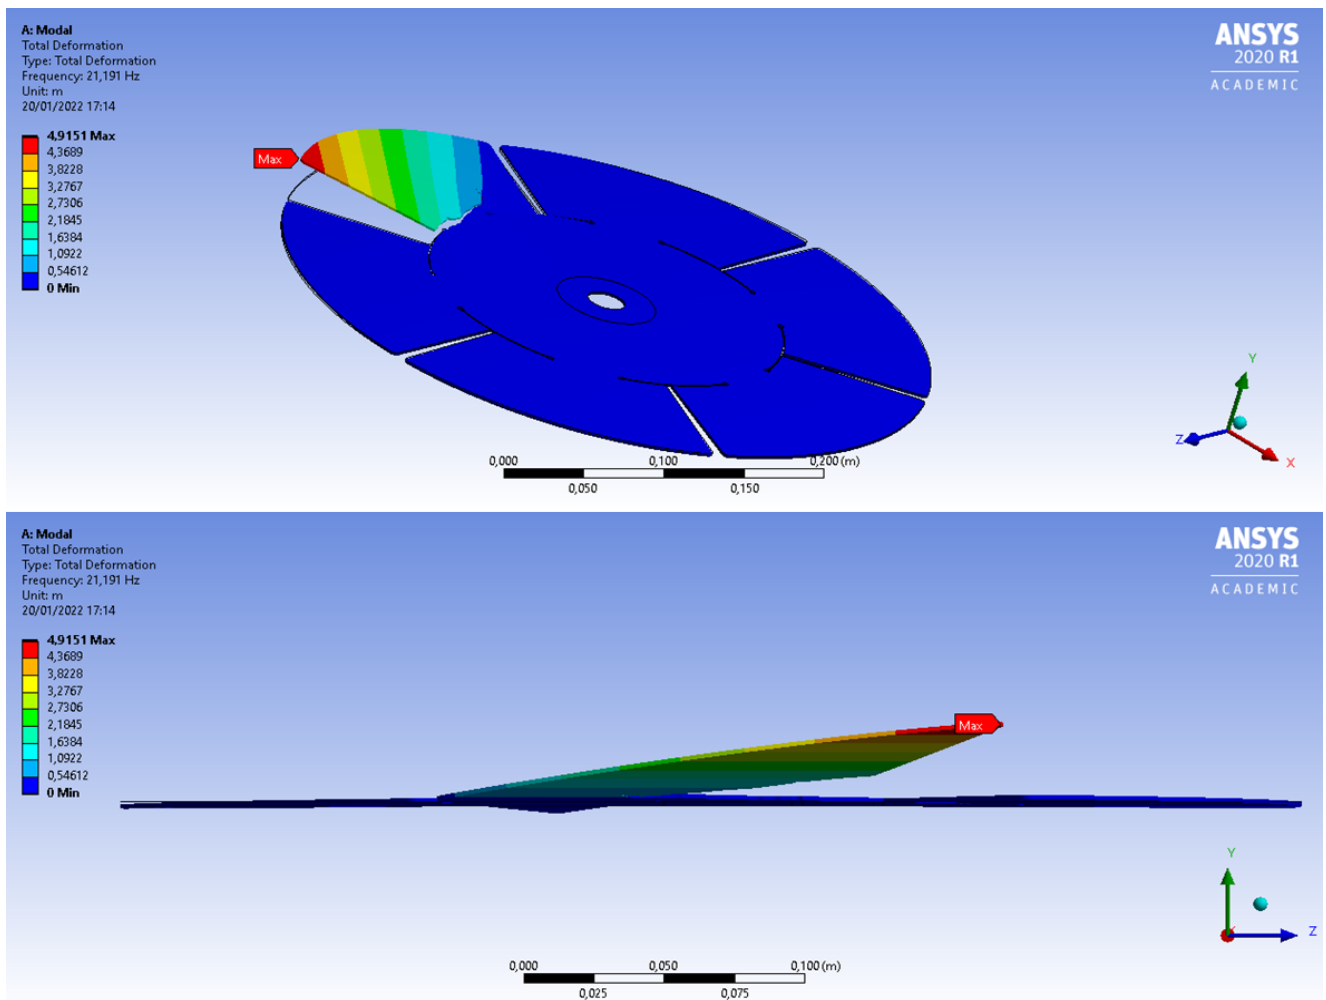 A: Modal
Total Deformation
Type: Total Deformation
Frequency: 21,191 Hz
Unit: m
20/01/2022 17:14
4,9151 Max
4,3689
3,8228
3,2767
2,7306
2,1845
1,6384
1,0922
0,54612
0 Min
ANSYS
2020 R1
ACADEMIC
Max
Y
Z
X
0,000
0,100
0,200 (m)
0,050
0,150
A: Modal
Total Deformation
Type: Total Deformation
Frequency: 21,191 Hz
Unit: m
20/01/2022 17:14
4,9151 Max
4,3689
3,8228
3,2767
2,7306
2,1845
1,6384
1,0922
0,54612
0 Min
ANSYS
2020 R1
ACADEMIC
Max
Y
Z
0,000
0,050
0,100 (m)
0,025
0,075